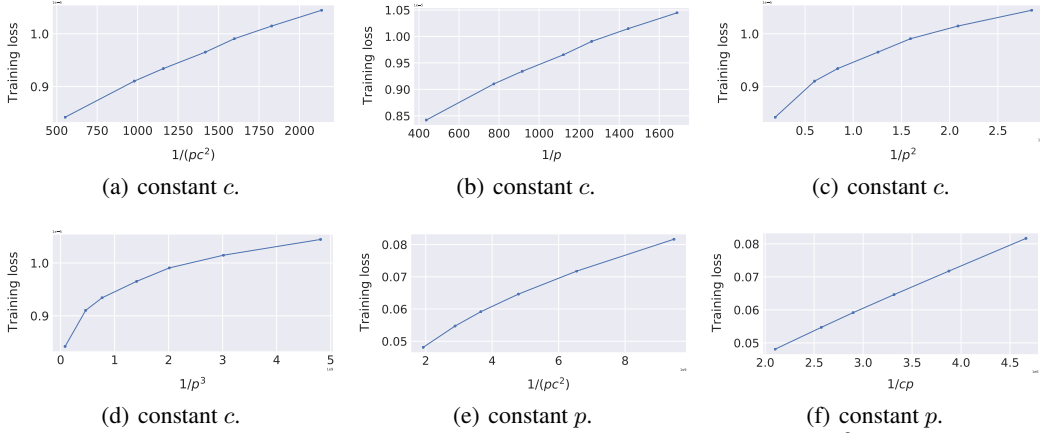 Training loss
1.0
0.9
500 750 1000 1250 1500 1750 2000
1/(pc²)
(a) constant c.
Training loss
1.05
1.00
0.95
0.90
0.85
400 600 800 1000 1200 1400 1600
1/p
(b) constant c.
Training loss
1.0
0.9
0.5 1.0 1.5 2.0 2.5
1/p²
(c) constant c.
Training loss
1.0
0.9
0 1 2 3 4 5
1/p³
(d) constant c.
Training loss
0.08
0.07
0.06
0.05
2 4 6 8
1/(pc²)
(e) constant p.
Training loss
0.08
0.07
0.06
0.05
2.0 2.5 3.0 3.5 4.0 4.5
1/cp
(f) constant p.